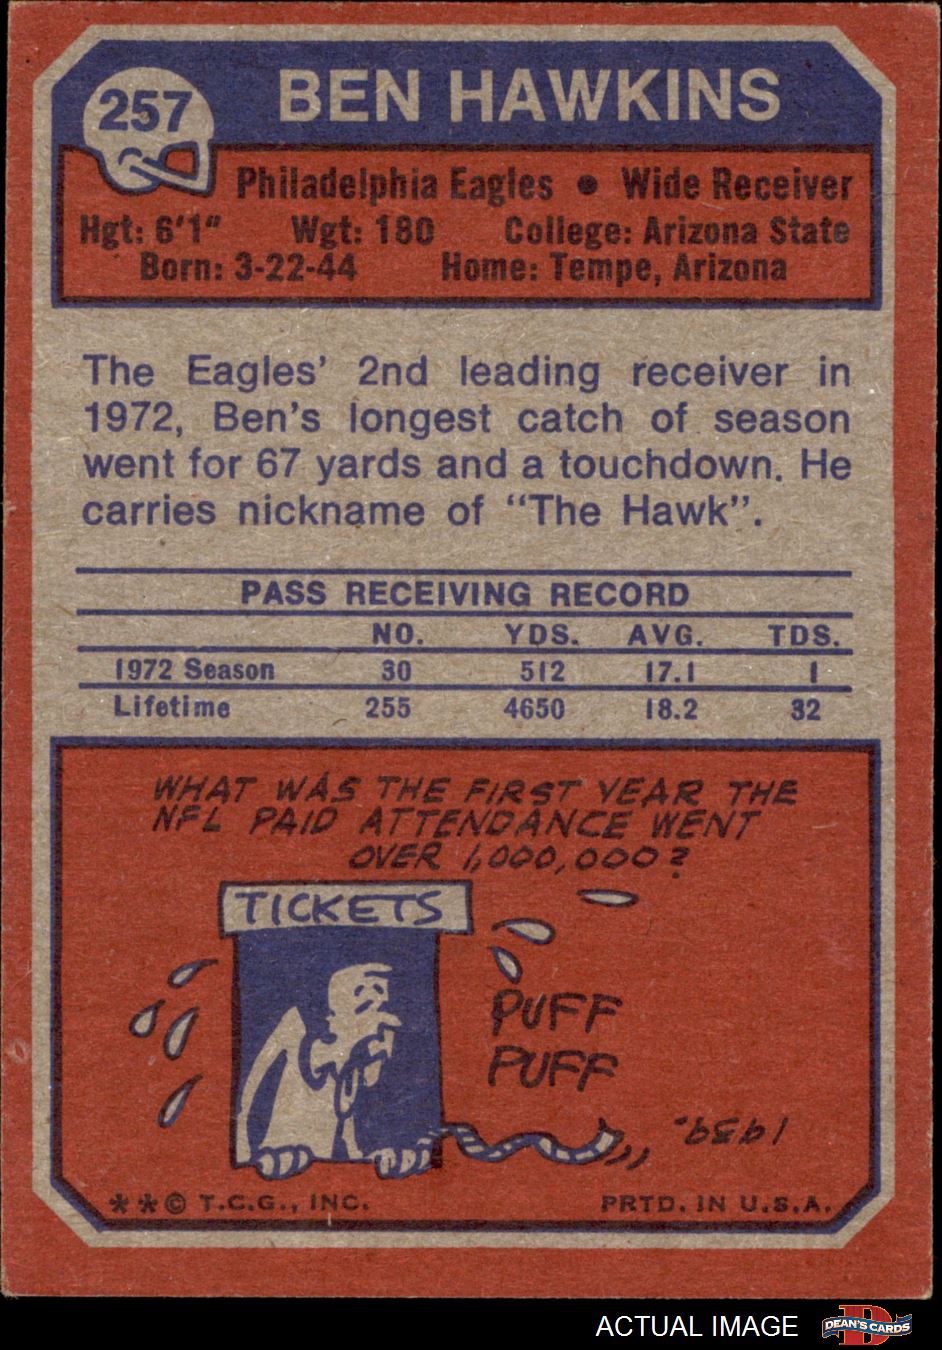 257
BEN HAWKINS
Philadelphia Eagles • Wide Receiver
Hgt: 6'1" Wgt: 180 College: Arizona State
Born: 3-22-44 Home: Tempe, Arizona
The Eagles' 2nd leading receiver in
1972, Ben's longest catch of season
went for 67 yards and a touchdown. He
carries nickname of "The Hawk".
PASS RECEIVING RECORD
NO. YDS. AVG. TDS.
1972 Season 30 512 17.1 1
Lifetime 255 4650 18.2 32
WHAT WAS THE FIRST YEAR THE
NFL PAID ATTENDANCE WENT
OVER 1,000,000?
TICKETS
PUFF
PUFF
1939.
**© T.C.G., INC. PRTD. IN U.S.A.
ACTUAL IMAGE DEAN'S CARDS